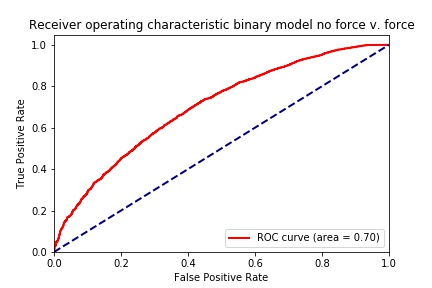 Receiver operating characteristic binary model no force v. force
1.0
0.8
0.6
0.4
0.2
0.0
True Positive Rate
ROC curve (area = 0.70)
0.0 0.2 0.4 0.6 0.8 1.0
False Positive Rate